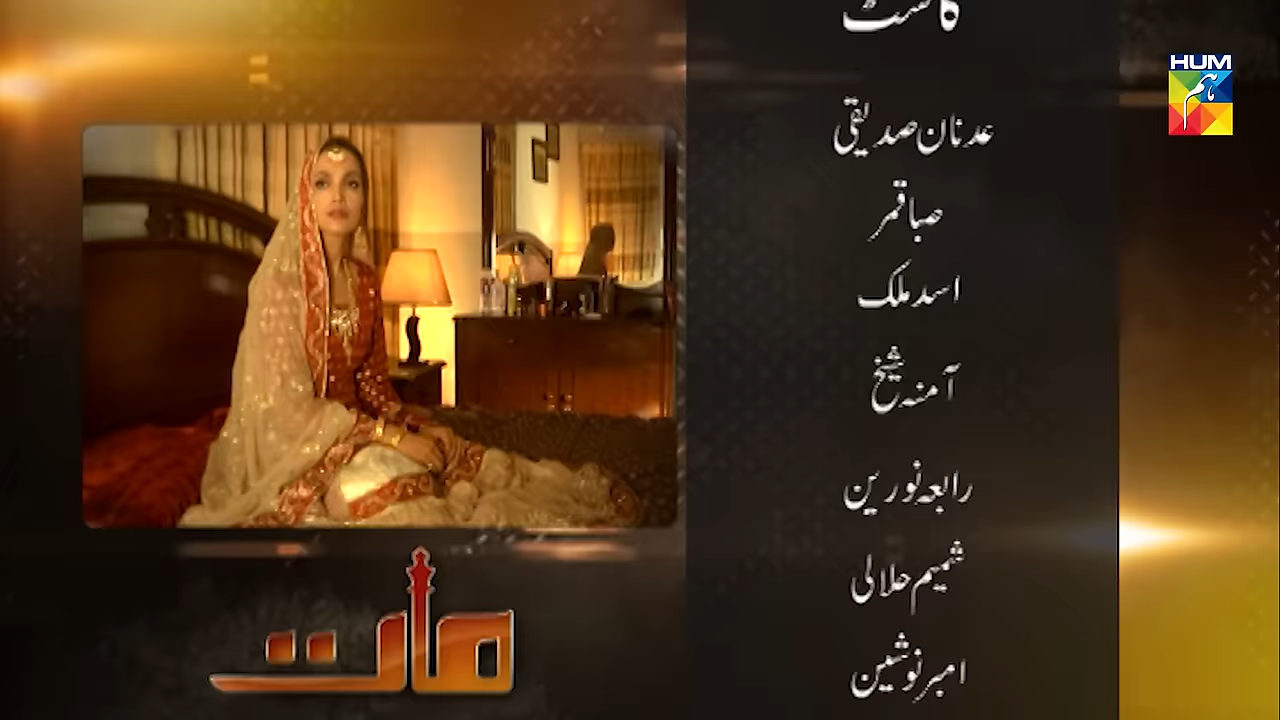 کاسٹ
HUM
ہم
عدنان صدیقی
صبا قمر
اسد ملک
آمنہ شیخ
رابعہ نورین
شمیم ہلالی
امبر نوشین
مات